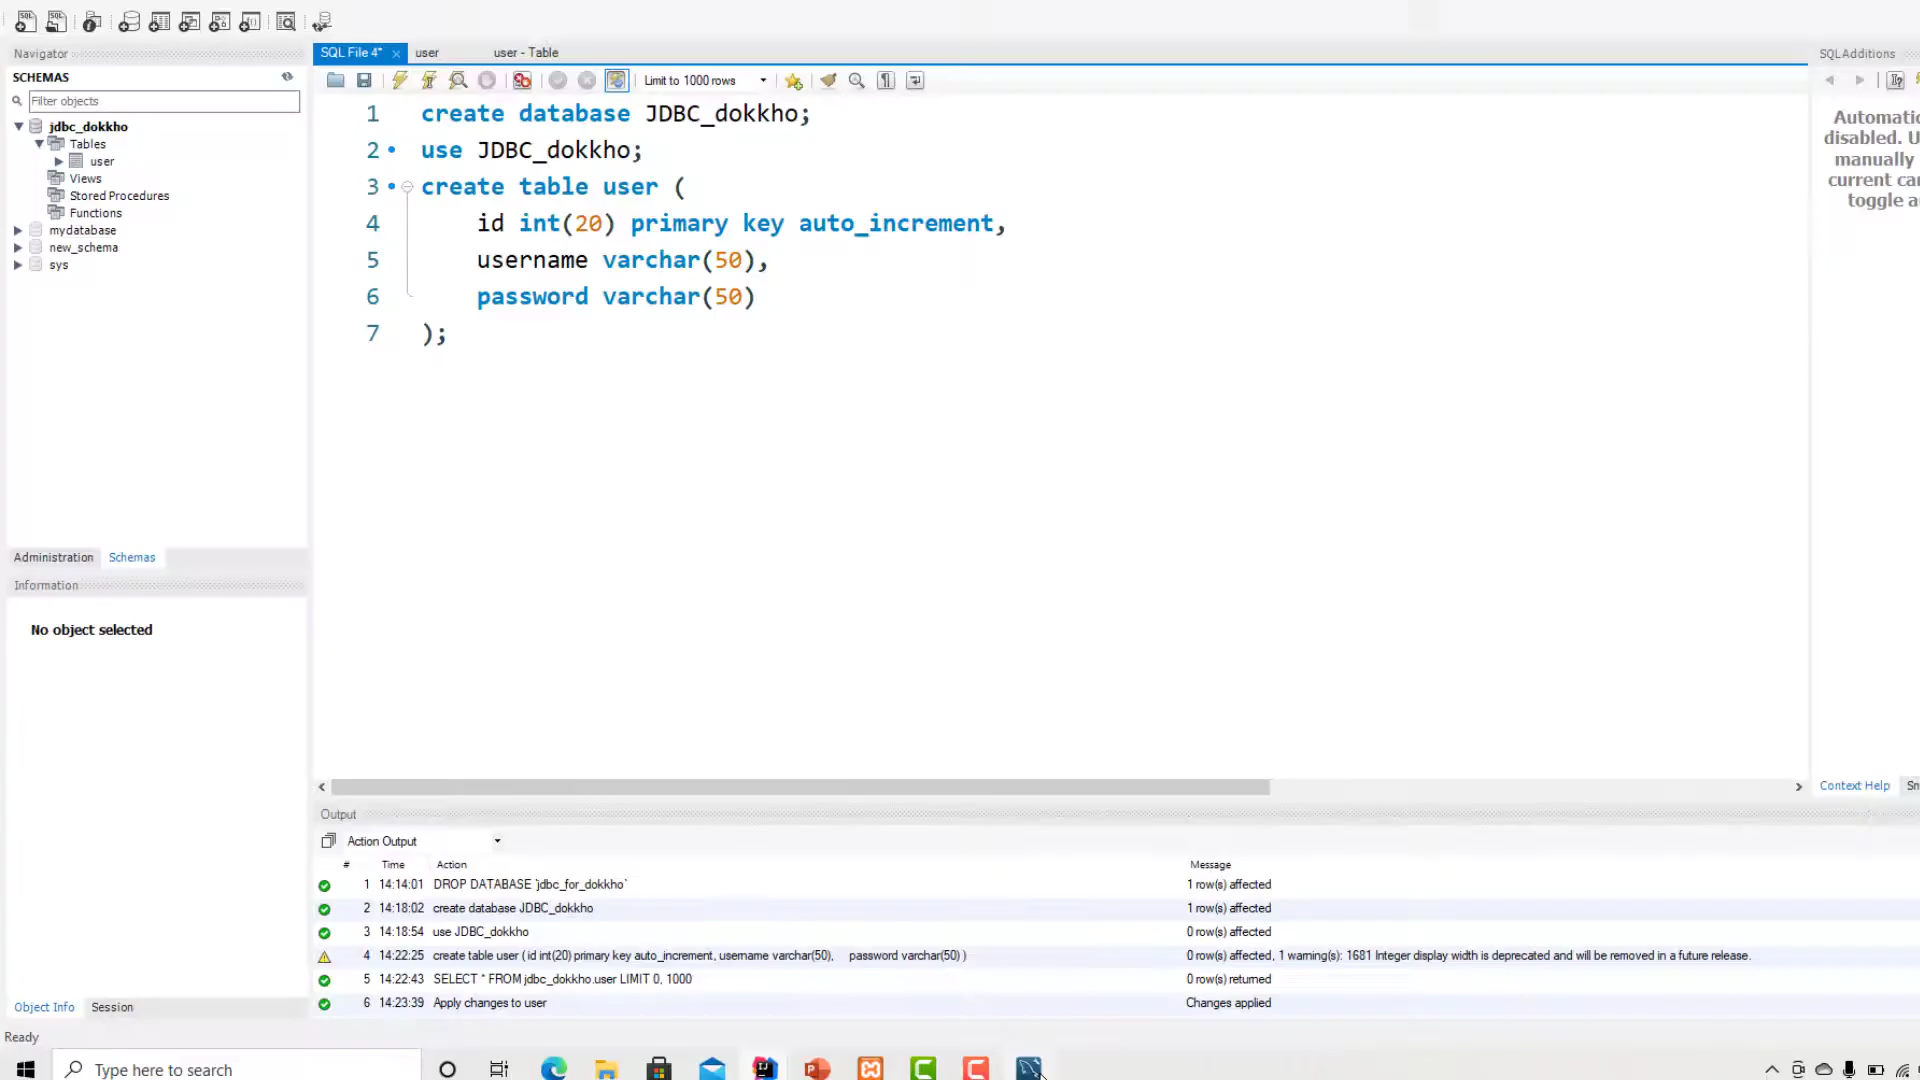 Navigator
SCHEMAS
Filter objects
jdbc_dokkho
Tables
user
Views
Stored Procedures
Functions
mydatabase
new_schema
sys
Administration Schemas
Information
No object selected
Object Info Session
Ready
SQL File 4* user user - Table
Limit to 1000 rows
1 create database JDBC_dokkho;
2 use JDBC_dokkho;
3 create table user (
4 id int(20) primary key auto_increment,
5 username varchar(50),
6 password varchar(50)
7 );
Output
Action Output
# Time Action Message
1 14:14:01 DROP DATABASE `jdbc_for_dokkho` 1 row(s) affected
2 14:18:02 create database JDBC_dokkho 1 row(s) affected
3 14:18:54 use JDBC_dokkho 0 row(s) affected
4 14:22:25 create table user ( id int(20) primary key auto_increment, username varchar(50), password varchar(50) ) 0 row(s) affected, 1 warning(s): 1681 Integer display width is deprecated and will be removed in a future release.
5 14:22:43 SELECT * FROM jdbc_dokkho.user LIMIT 0, 1000 0 row(s) returned
6 14:23:39 Apply changes to user Changes applied
SQLAdditions
Automatic
disabled. U
manually
current ca
toggle a
Context Help Sn
Type here to search